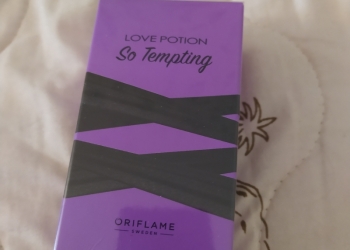 LOVE POTION
So Tempting
ORIFLAME
SWEDEN